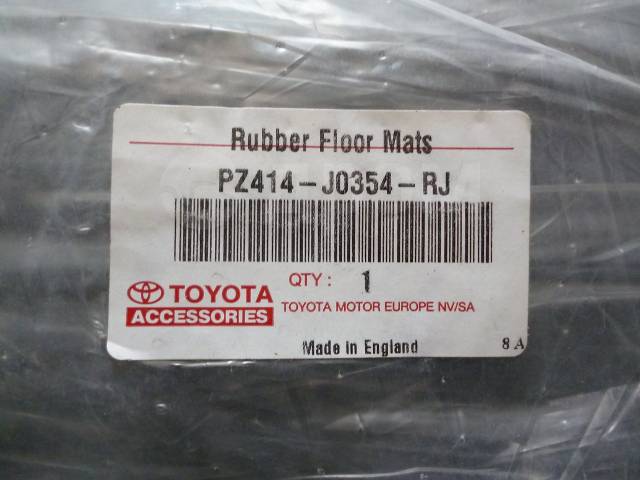 Rubber Floor Mats
PZ414-J0354-RJ
QTY : 1
TOYOTA
ACCESSORIES
TOYOTA MOTOR EUROPE NV/SA
Made in England
8 A